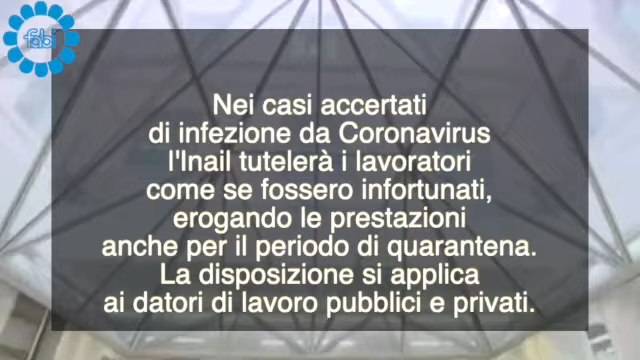 fabi
Nei casi accertati
di infezione da Coronavirus
l'Inail tutelerà i lavoratori
come se fossero infortunati,
erogando le prestazioni
anche per il periodo di quarantena.
La disposizione si applica
ai datori di lavoro pubblici e privati.